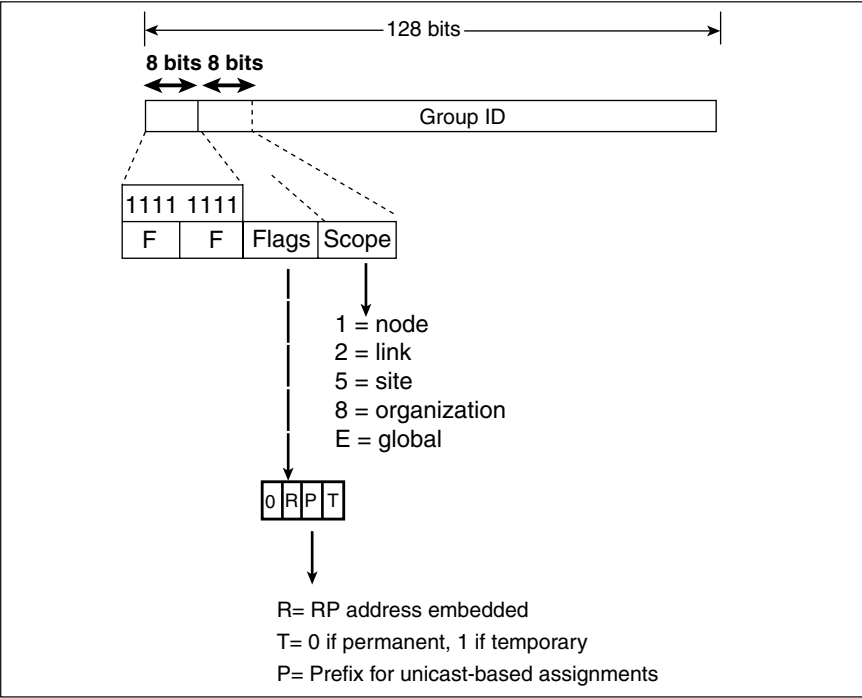 128 bits
8 bits 8 bits
Group ID
1111 1111
F F Flags Scope
1 = node
2 = link
5 = site
8 = organization
E = global
0 R P T
R= RP address embedded
T= 0 if permanent, 1 if temporary
P= Prefix for unicast-based assignments